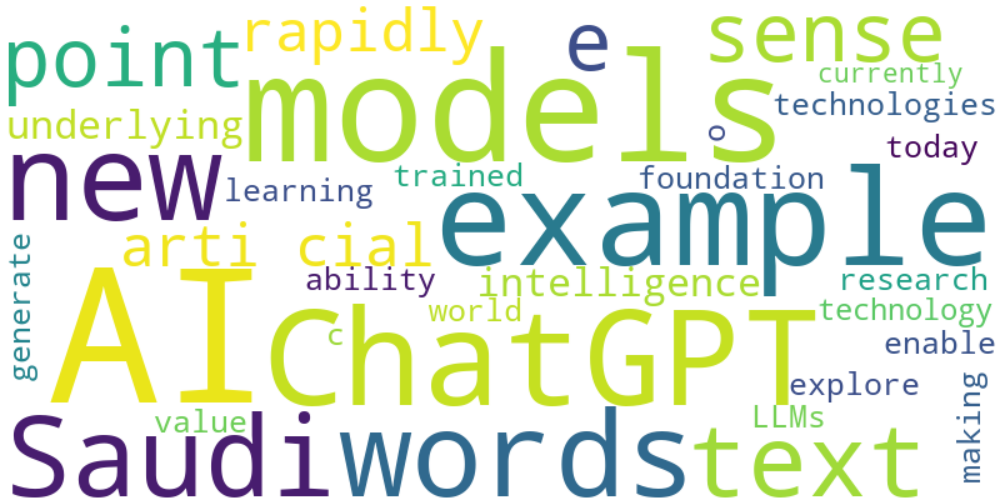 point
rapidly
e
sense
models
currently
technologies
underlying
o
today
new
learning
trained
foundation
example
arti cial
generate
AI
ability
intelligence
research
world
technology
ChatGPT
c
enable
explore
making
Saudi
value
words
LLMs
text